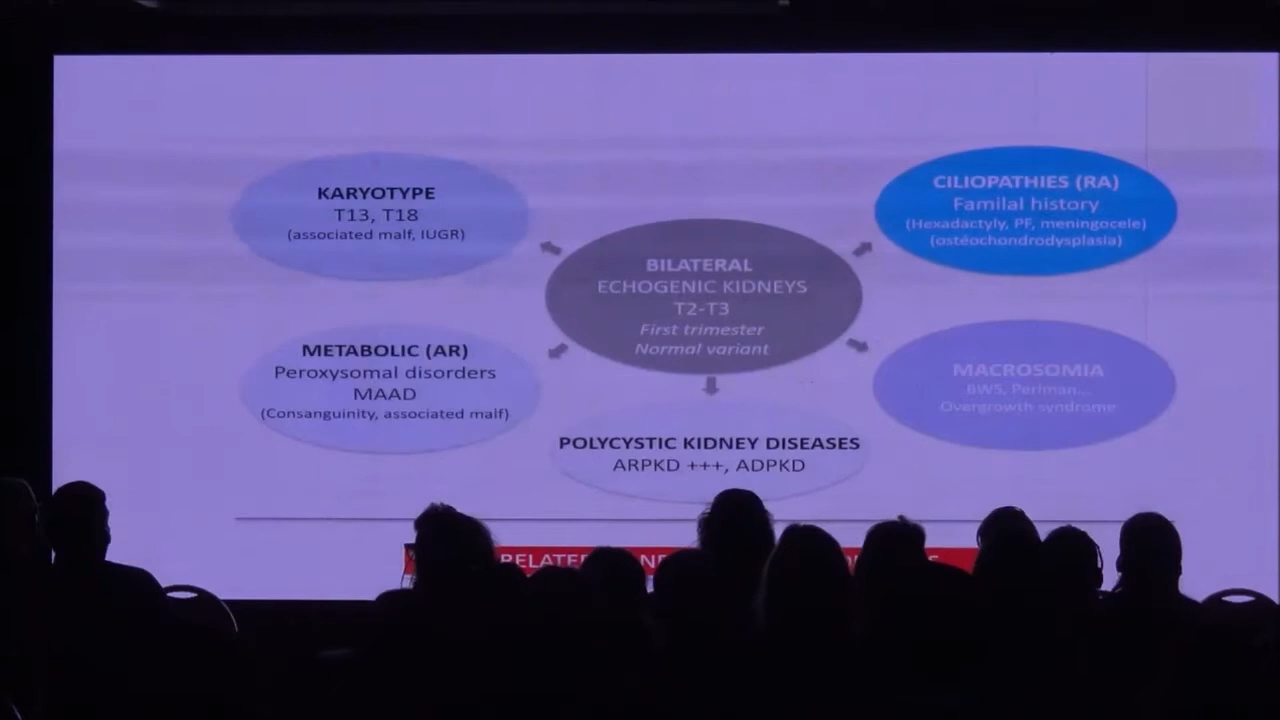 KARYOTYPE
T13, T18
(associated malf, IUGR)
CILIOPATHIES (RA)
Familal history
(Hexadactyly, PF, meningocele)
(ostéochondrodysplasia)
BILATERAL
ECHOGENIC KIDNEYS
T2-T3
First trimester
Normal variant
METABOLIC (AR)
Peroxysomal disorders
MAAD
(Consanguinity, associated malf)
MACROSOMIA
BWS, Perlman...
Overgrowth syndrome
POLYCYSTIC KIDNEY DISEASES
ARPKD +++, ADPKD